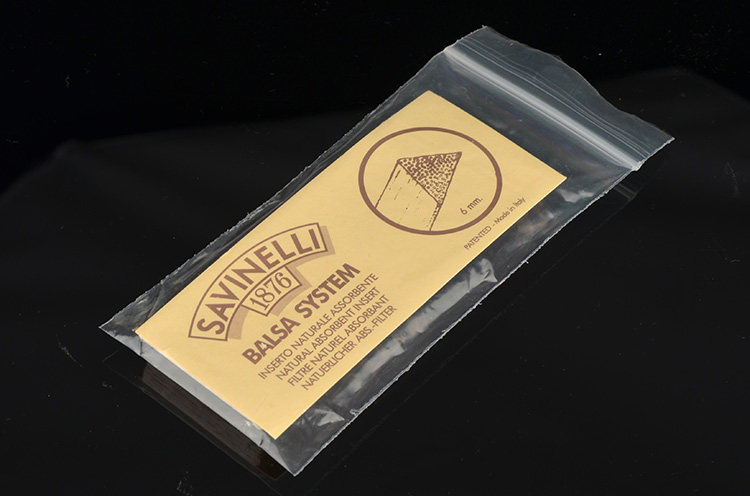 SAVINELLI
1876
BALSA SYSTEM
INSERTO NATURALE ASSORBENTE
NATURAL ABSORBENT INSERT
FILTRE NATUREL ABSORBANT
NATUERLICHER ABS.-FILTER
6 mm.
PATENTED - Made in Italy